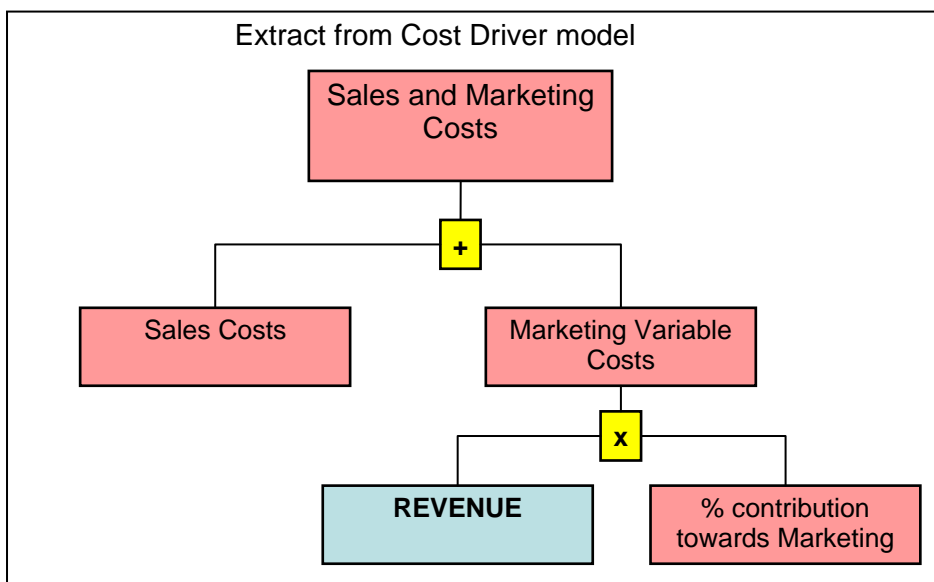 Extract from Cost Driver model
Sales and Marketing
Costs
+
Sales Costs
Marketing Variable
Costs
x
REVENUE
% contribution
towards Marketing